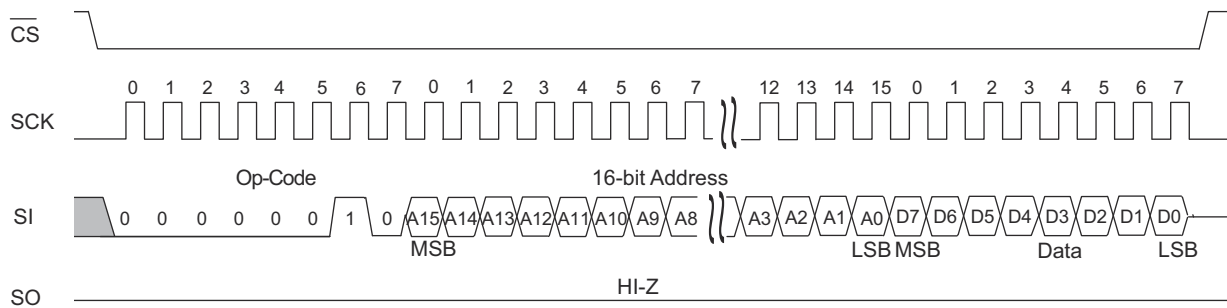 CS
0 1 2 3 4 5 6 7 0 1 2 3 4 5 6 7 12 13 14 15 0 1 2 3 4 5 6 7
SCK
Op-Code 16-bit Address
SI 0 0 0 0 0 0 1 0 A15 A14 A13 A12 A11 A10 A9 A8 A3 A2 A1 A0 D7 D6 D5 D4 D3 D2 D1 D0
MSB LSB MSB Data LSB
HI-Z
SO